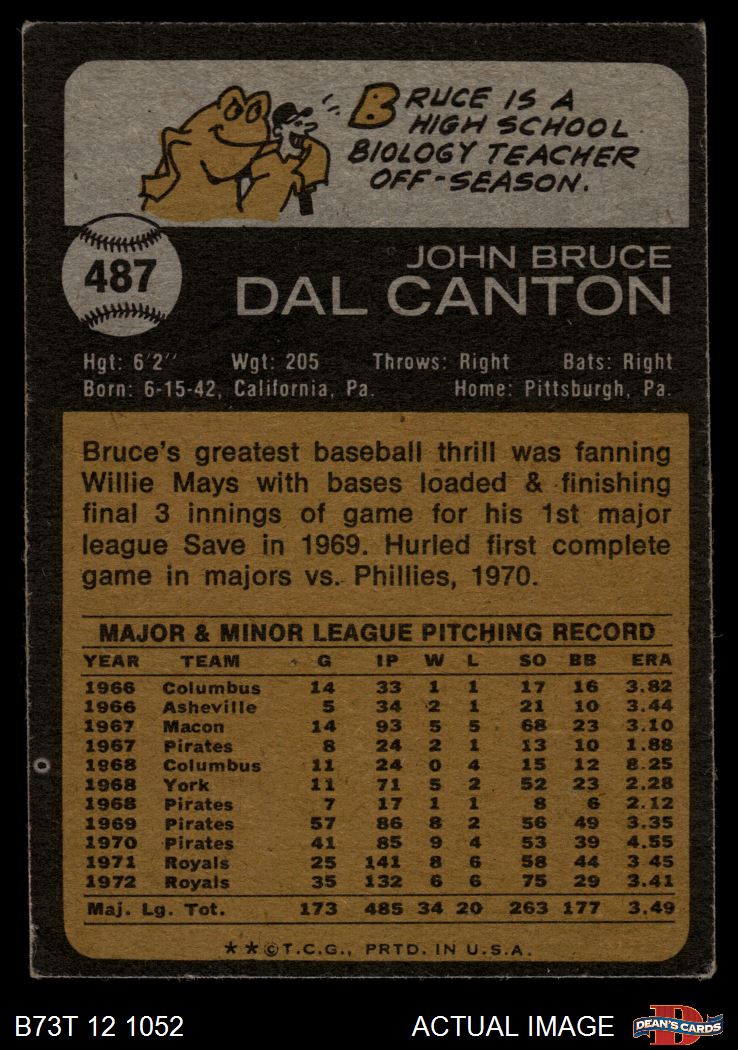 BRUCE IS A
HIGH SCHOOL
BIOLOGY TEACHER
OFF-SEASON.
487
JOHN BRUCE
DAL CANTON
Hgt: 6'2" Wgt: 205 Throws: Right Bats: Right
Born: 6-15-42, California, Pa. Home: Pittsburgh, Pa.
Bruce's greatest baseball thrill was fanning
Willie Mays with bases loaded & finishing
final 3 innings of game for his 1st major
league Save in 1969. Hurled first complete
game in majors vs. Phillies, 1970.
MAJOR & MINOR LEAGUE PITCHING RECORD
YEAR TEAM G IP W L SO BB ERA
1966 Columbus 14 33 1 1 17 16 3.82
1966 Asheville 5 34 2 1 21 10 3.44
1967 Macon 14 93 5 5 68 23 3.10
1967 Pirates 8 24 2 1 13 10 1.88
1968 Columbus 11 24 0 4 15 12 8.25
1968 York 11 71 5 2 52 23 2.28
1968 Pirates 7 17 1 1 8 6 2.12
1969 Pirates 57 86 8 2 56 49 3.35
1970 Pirates 41 85 9 4 53 39 4.55
1971 Royals 25 141 8 6 58 44 3 45
1972 Royals 35 132 6 6 75 29 3.41
Maj. Lg. Tot. 173 485 34 20 263 177 3.49
★★©T.C.G., PRTD. IN U.S.A.
B73T 12 1052 ACTUAL IMAGE D DEAN'S CARDS